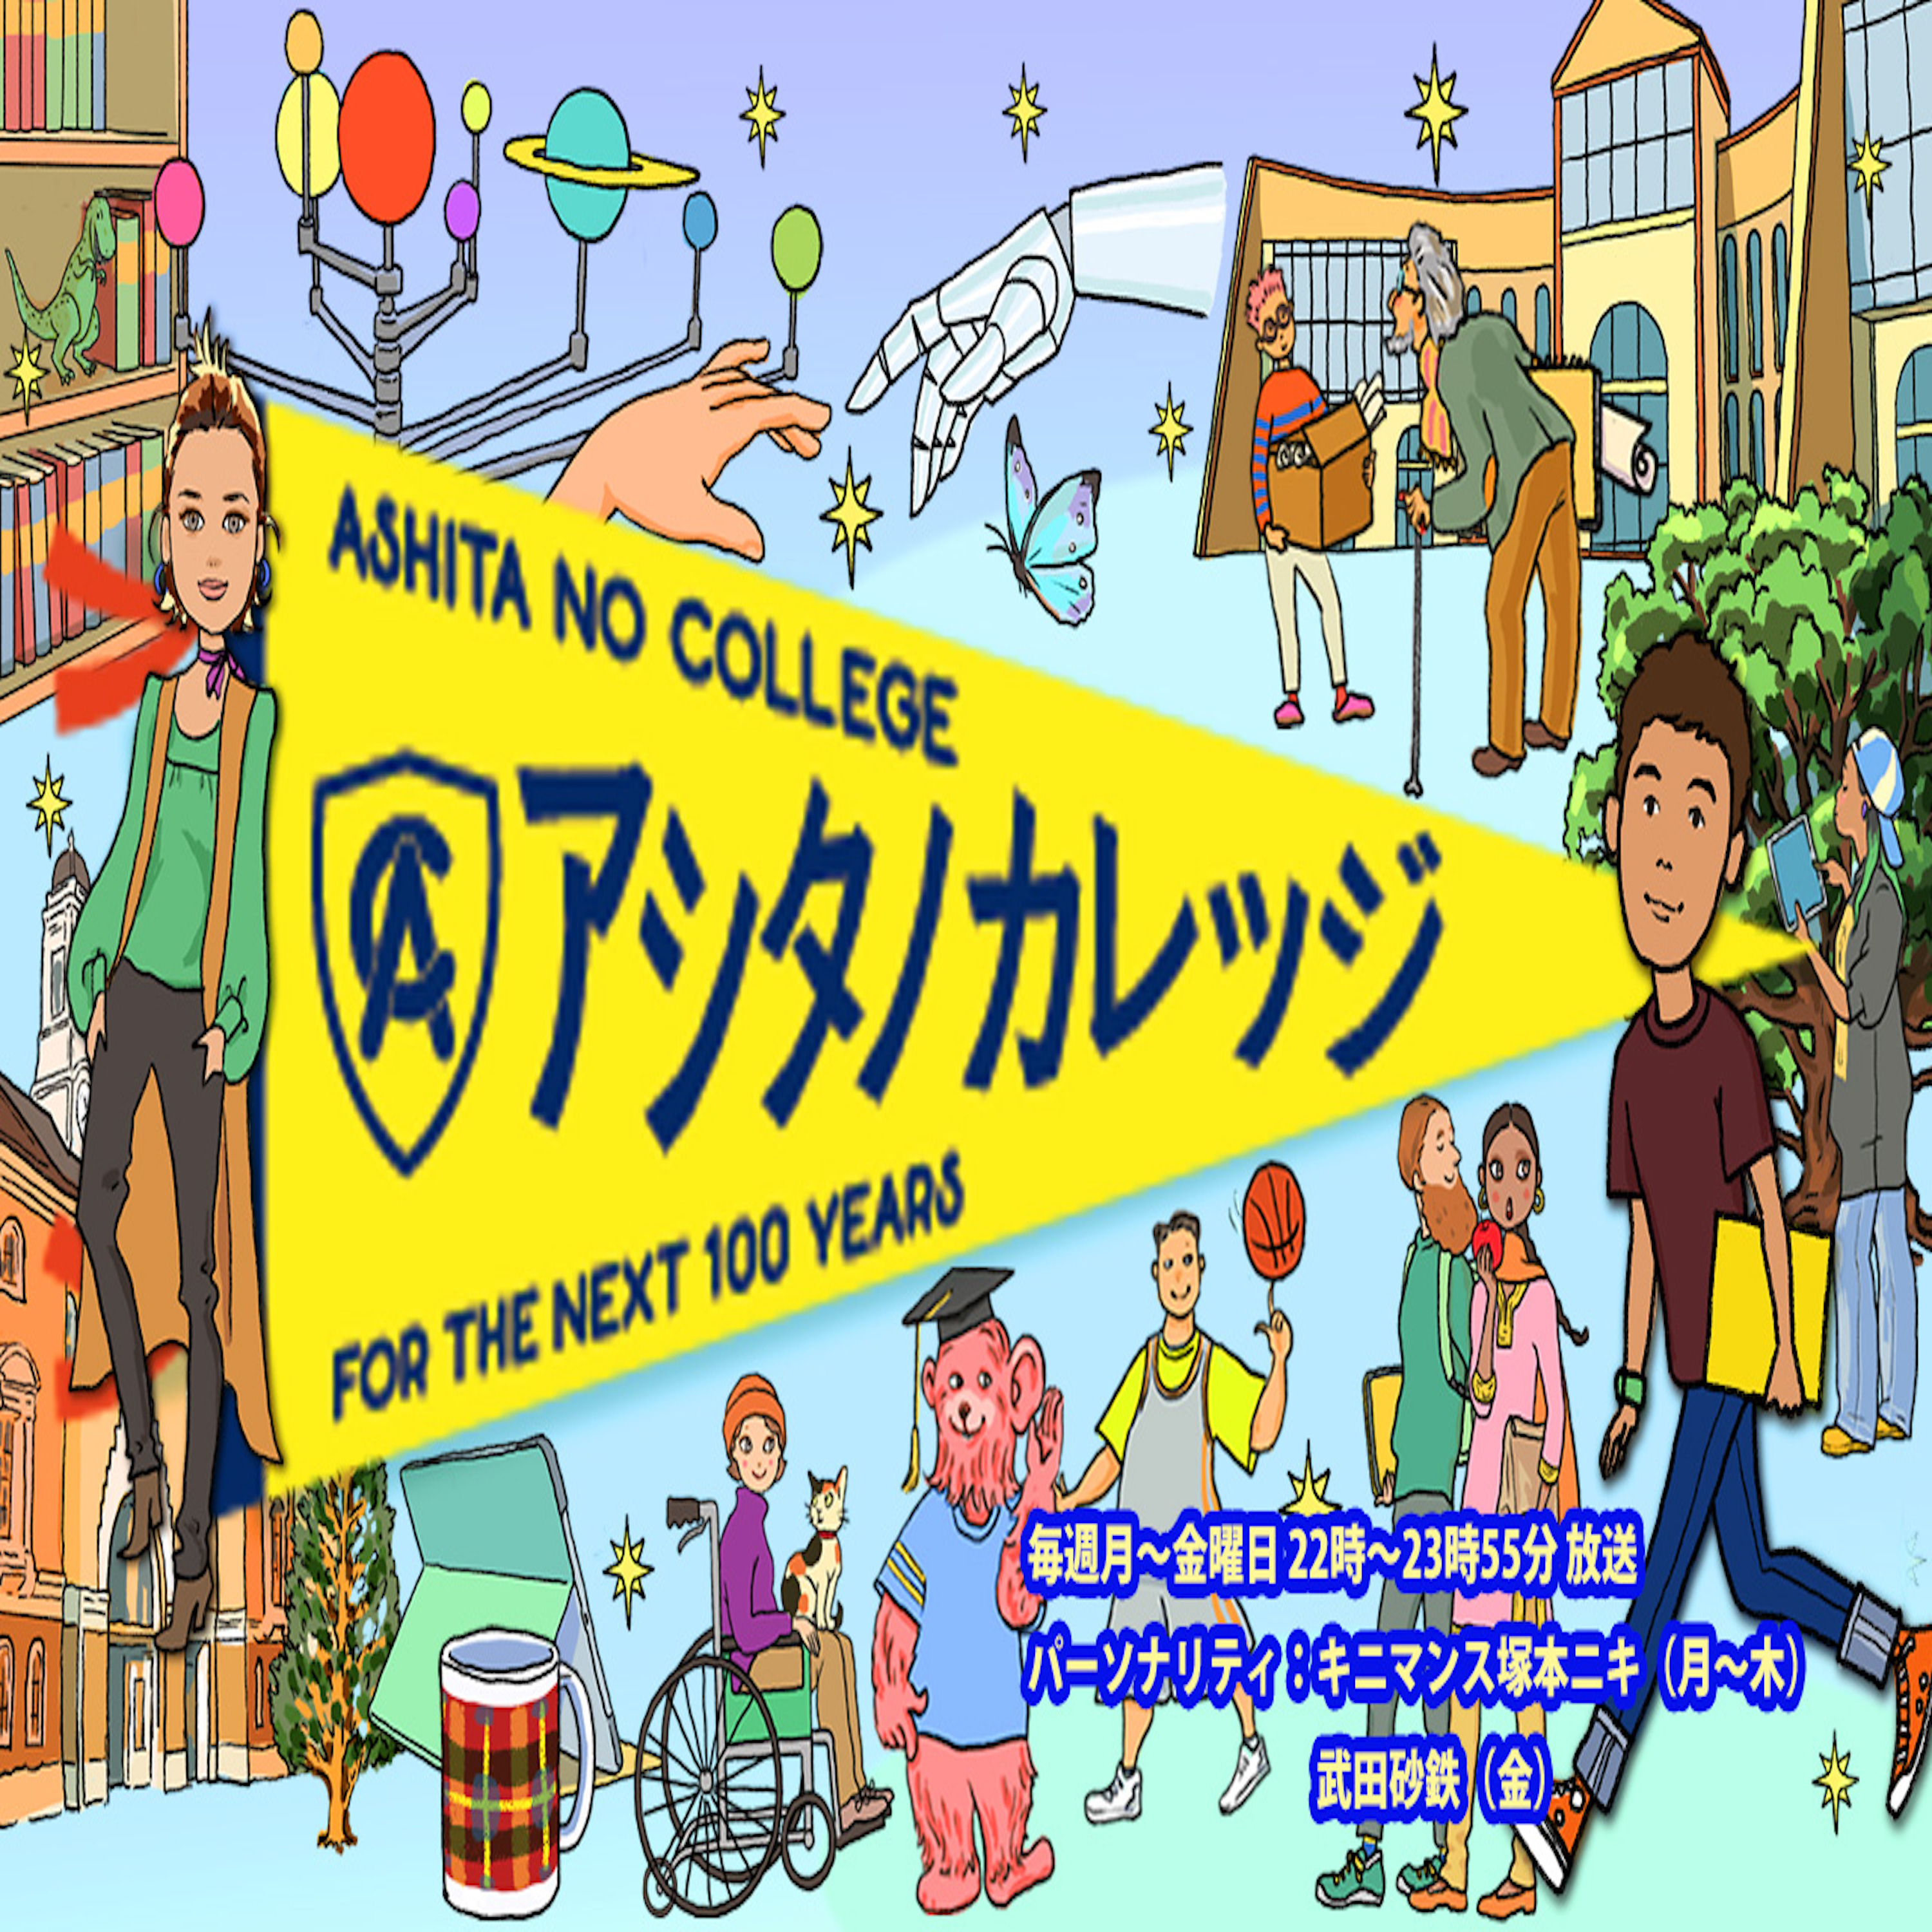 ASHITA NO COLLEGE
CA アシタノカレッジ
FOR THE NEXT 100 YEARS
毎週月～金曜日 22時～23時55分 放送
パーソナリティ：キニマンス塚本ニキ（月～木）
武田砂鉄（金）